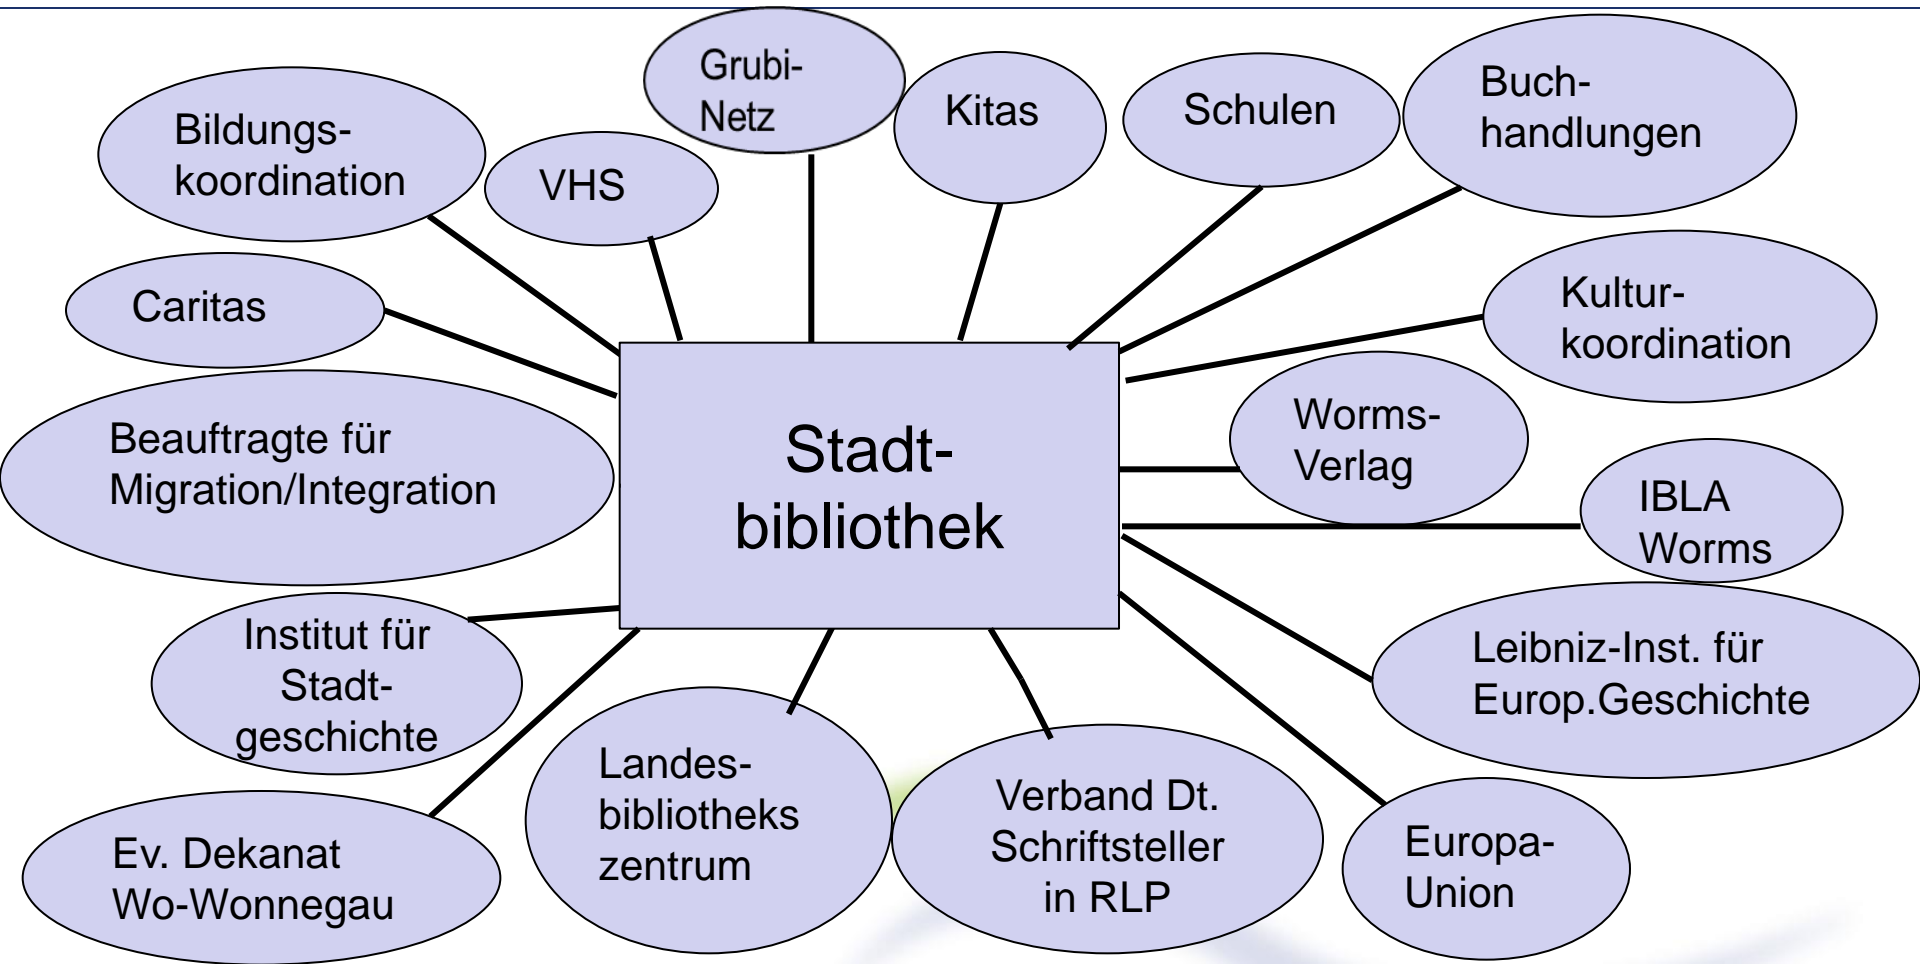 Grubi-
Netz
Kitas
Schulen
Buch-
handlungen
Bildungs-
koordination
VHS
Caritas
Kultur-
koordination
Beauftragte für
Migration/Integration
Stadt-
bibliothek
Worms-
Verlag
IBLA
Worms
Institut für
Stadt-
geschichte
Leibniz-Inst. für
Europ.Geschichte
Ev. Dekanat
Wo-Wonnegau
Landes-
bibliotheks
zentrum
Verband Dt.
Schriftsteller
in RLP
Europa-
Union